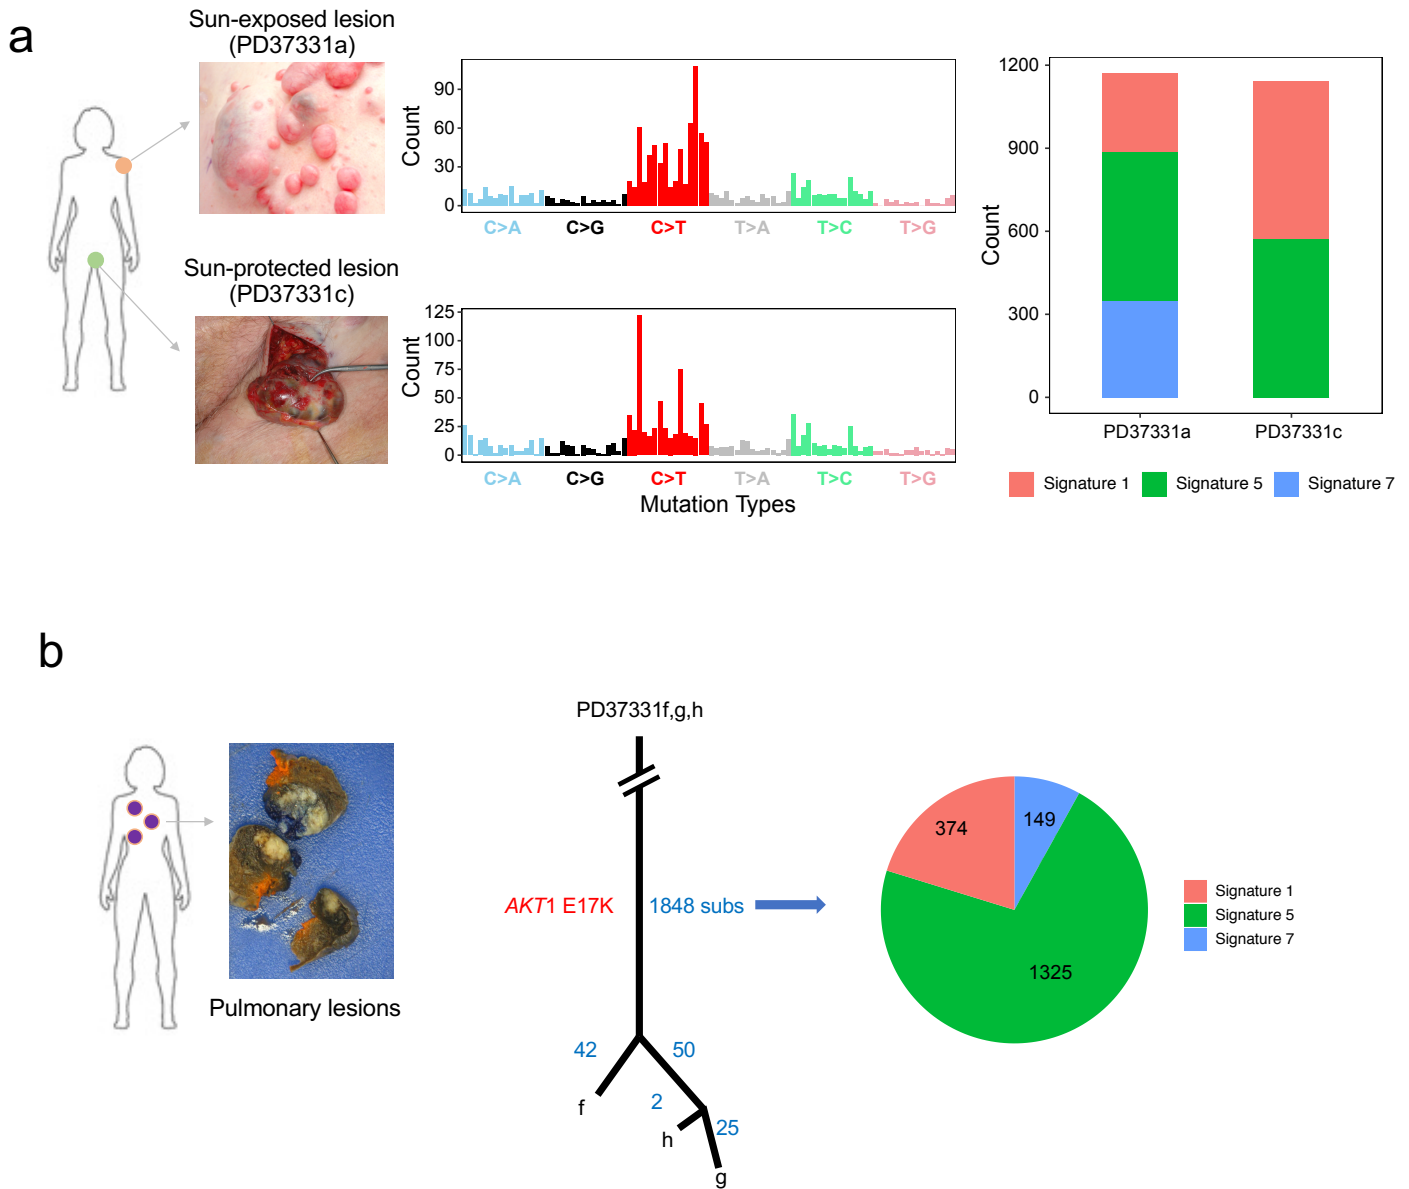 a
Sun-exposed lesion
(PD37331a)
Sun-protected lesion
(PD37331c)
Count
90
60
30
0
C>A C>G C>T T>A T>C T>G
Count
125
100
75
50
25
0
C>A C>G C>T T>A T>C T>G
Mutation Types
Count
1200
900
600
300
0
PD37331a PD37331c
Signature 1 Signature 5 Signature 7
b
Pulmonary lesions
PD37331f,g,h
AKT1 E17K 1848 subs
42 50
f 2
h 25
g
374 149
1325
Signature 1
Signature 5
Signature 7